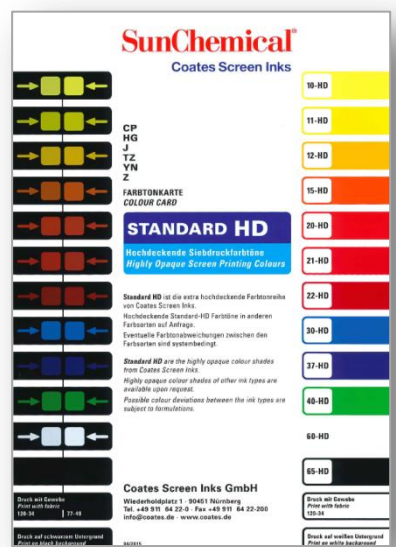 SunChemical®
Coates Screen Inks
10-HD
11-HD
12-HD
15-HD
20-HD
21-HD
22-HD
30-HD
37-HD
40-HD
60-HD
65-HD
CP
HG
J
TZ
YN
Z
FARBTONKARTE
COLOUR CARD
STANDARD HD
Hochdeckende Siebdruckfarbtöne
Highly Opaque Screen Printing Colours
Standard HD ist die extra hochdeckende Farbtonreihe
von Coates Screen Inks.
Hochdeckende Standard-HD Farbtöne in anderen
Farbsorten auf Anfrage.
Eventuelle Farbtonabweichungen zwischen den
Farbsorten sind systembedingt.
Standard HD are the highly opaque colour shades
from Coates Screen Inks.
Highly opaque colour shades of other ink types are
available upon request.
Possible colour deviations between the ink types are
subject to formulations.
Coates Screen Inks GmbH
Wiederholdplatz 1 · 90451 Nürnberg
Tel. +49 911 64 22-0 · Fax +49 911 64 22-200
info@coates.de · www.coates.de
04/2015
Druck mit Gewebe
Print with fabric
120-34 77-48
Druck auf schwarzem Untergrund
Print on black background
Druck mit Gewebe
Print with fabric
120-34
Druck auf weißem Untergrund
Print on white background